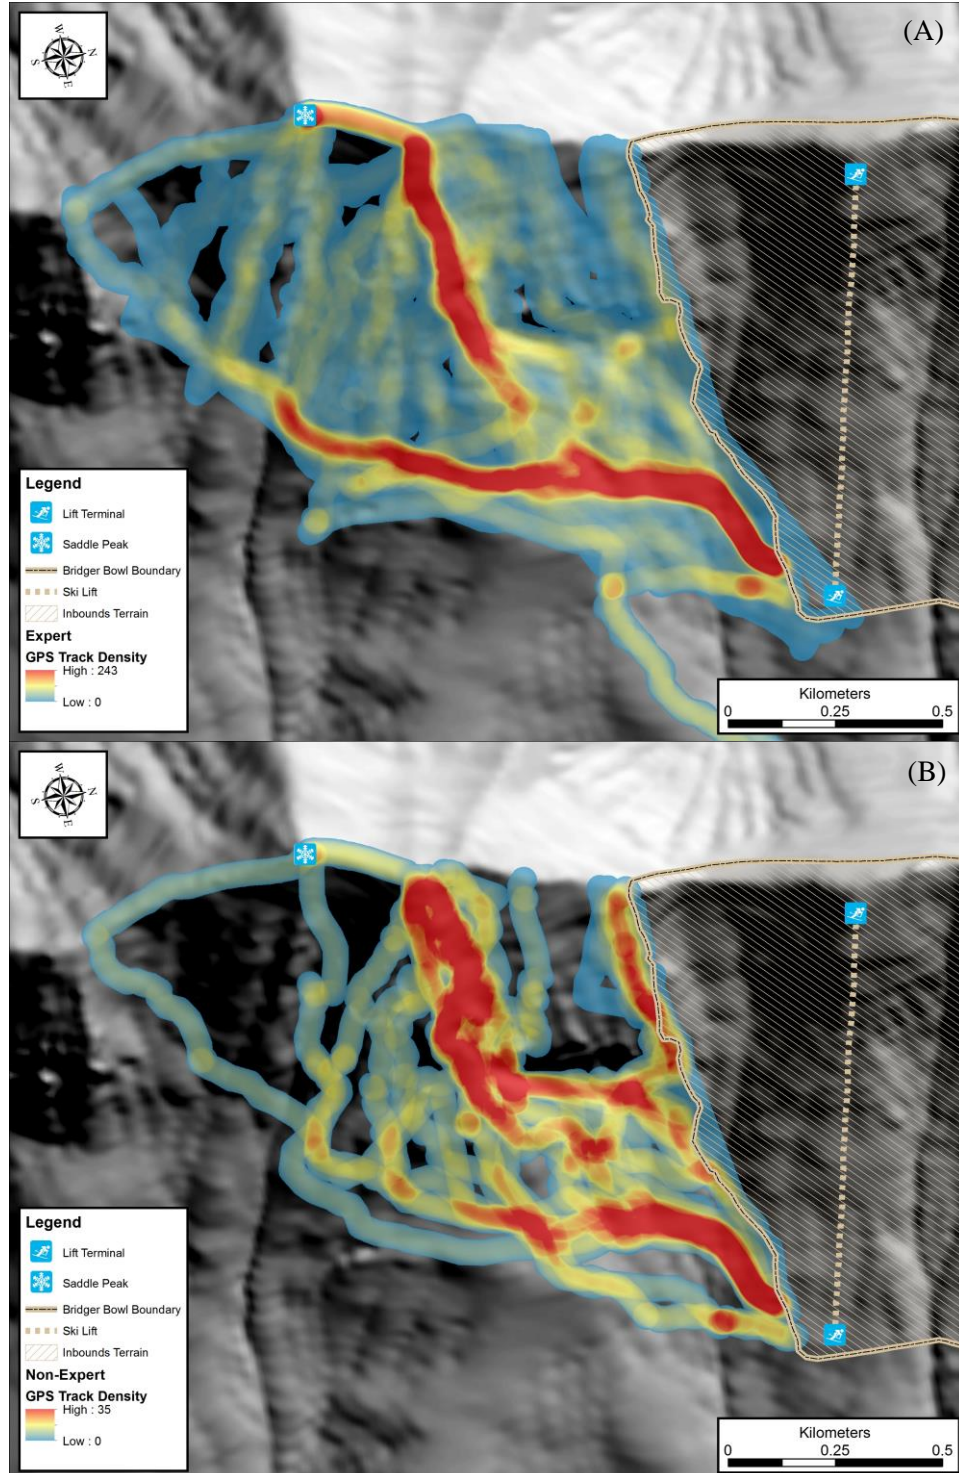 (A)
W
N
S
E
Legend
Lift Terminal
Saddle Peak
Bridger Bowl Boundary
Ski Lift
Inbounds Terrain
Expert
GPS Track Density
High : 243
Low : 0
Kilometers
0 0.25 0.5
(B)
W
N
S
E
Legend
Lift Terminal
Saddle Peak
Bridger Bowl Boundary
Ski Lift
Inbounds Terrain
Non-Expert
GPS Track Density
High : 35
Low : 0
Kilometers
0 0.25 0.5